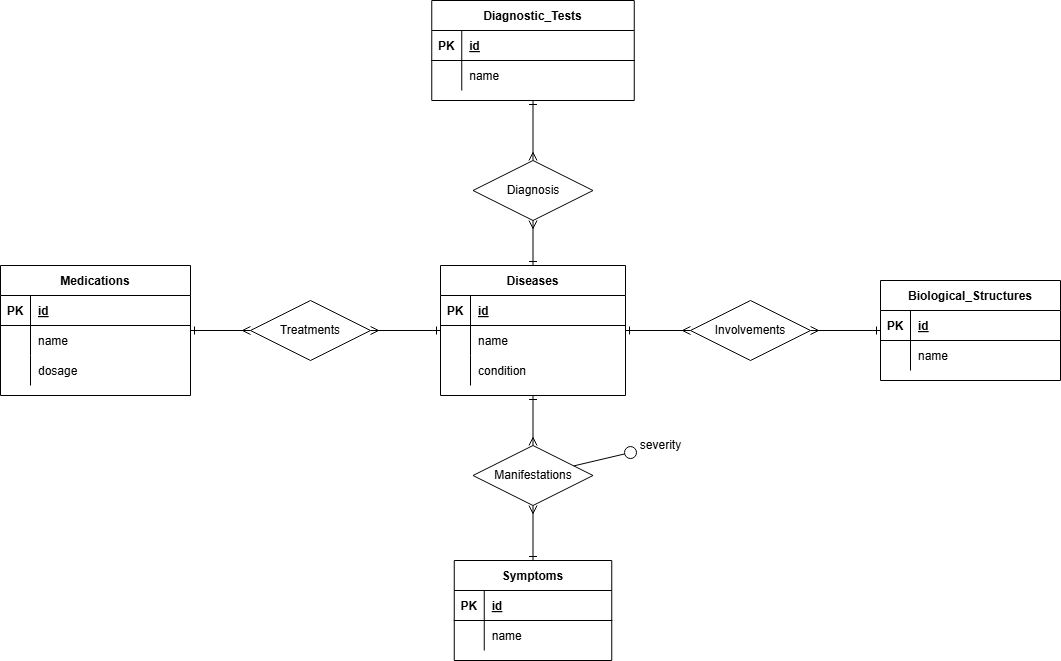 Diagnostic_Tests
PK id
name
Diagnosis
Medications
PK id
name
dosage
Treatments
Diseases
PK id
name
condition
Involvements
Biological_Structures
PK id
name
Manifestations
severity
Symptoms
PK id
name